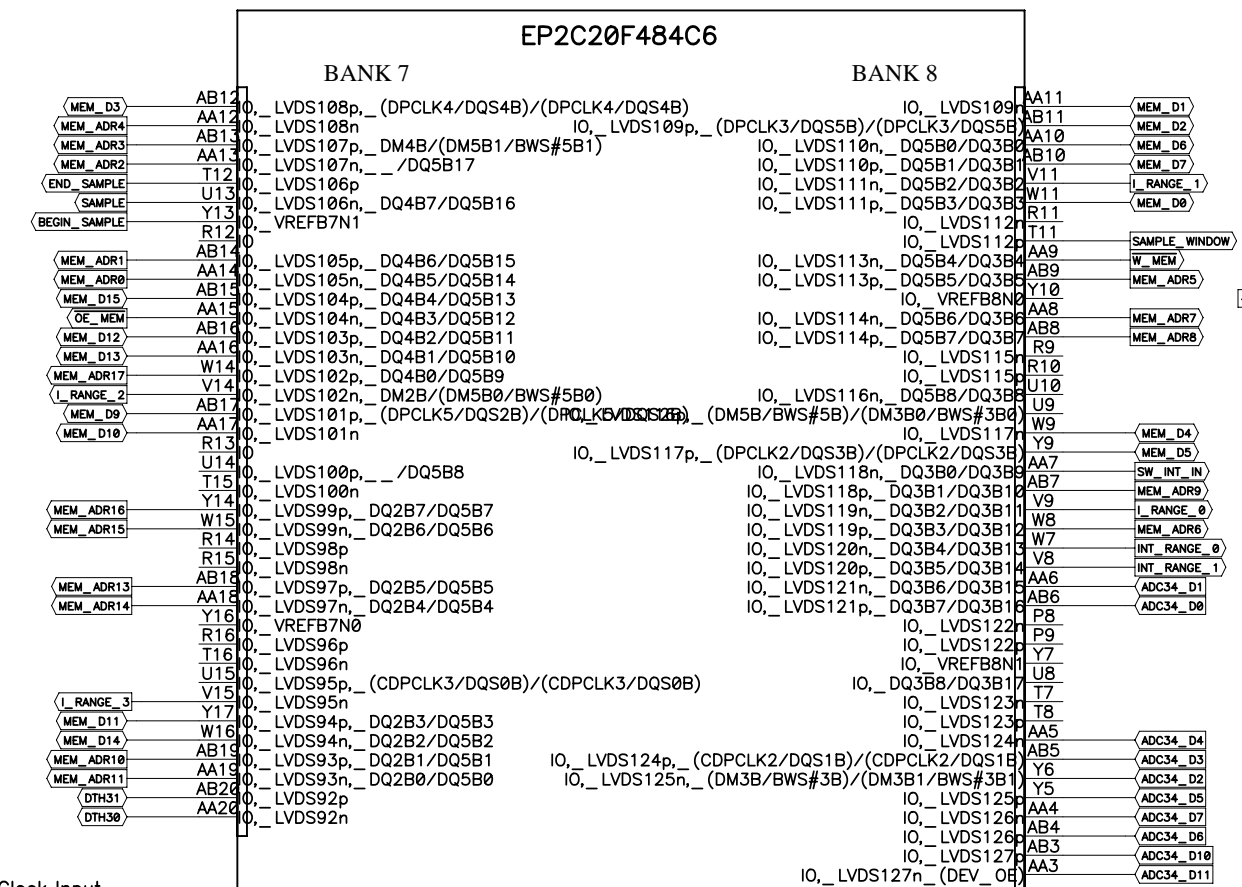 EP2C20F484C6
BANK 7 BANK 8
MEM_D3 AB12 IO,_LVDS108p,_(DPCLK4/DQS4B)/(DPCLK4/DQS4B) IO,_LVDS109n AA11 MEM_D1
MEM_ADR4 AA12 IO,_LVDS108n IO,_LVDS109p,_(DPCLK3/DQS5B)/(DPCLK3/DQS5B) AB11 MEM_D2
MEM_ADR3 AB13 IO,_LVDS107p,_DM4B/(DM5B1/BWS#5B1) IO,_LVDS110n,_DQ5B0/DQ3B0 AA10 MEM_D6
MEM_ADR2 AA13 IO,_LVDS107n,__/DQ5B17 IO,_LVDS110p,_DQ5B1/DQ3B1 AB10 MEM_D7
END_SAMPLE T12 IO,_LVDS106p IO,_LVDS111n,_DQ5B2/DQ3B2 V11 I_RANGE_1
SAMPLE U13 IO,_LVDS106n,_DQ4B7/DQ5B16 IO,_LVDS111p,_DQ5B3/DQ3B3 W11 MEM_D0
BEGIN_SAMPLE Y13 IO,_VREFB7N1 IO,_LVDS112n R11
R12 IO IO,_LVDS112p T11 SAMPLE_WINDOW
MEM_ADR1 AB14 IO,_LVDS105p,_DQ4B6/DQ5B15 IO,_LVDS113n,_DQ5B4/DQ3B4 AA9 W_MEM
MEM_ADR0 AA14 IO,_LVDS105n,_DQ4B5/DQ5B14 IO,_LVDS113p,_DQ5B5/DQ3B5 AB9 MEM_ADR5
MEM_D15 AB15 IO,_LVDS104p,_DQ4B4/DQ5B13 IO,_VREFB8N0 Y10
OE_MEM AA15 IO,_LVDS104n,_DQ4B3/DQ5B12 IO,_LVDS114n,_DQ5B6/DQ3B6 AA8 MEM_ADR7
MEM_D12 AB16 IO,_LVDS103p,_DQ4B2/DQ5B11 IO,_LVDS114p,_DQ5B7/DQ3B7 AB8 MEM_ADR8
MEM_D13 AA16 IO,_LVDS103n,_DQ4B1/DQ5B10 IO,_LVDS115n R9
MEM_ADR17 W14 IO,_LVDS102p,_DQ4B0/DQ5B9 IO,_LVDS115p R10
I_RANGE_2 V14 IO,_LVDS102n,_DM2B/(DM5B0/BWS#5B0) IO,_LVDS116n,_DQ5B8/DQ3B8 U10
MEM_D9 AB17 IO,_LVDS101p,_(DPCLK5/DQS2B)/(DPCLK5/DQS2B) IO,_LVDS116p,_(DM5B/BWS#5B)/(DM3B0/BWS#3B0) U9
MEM_D10 AA17 IO,_LVDS101n IO,_LVDS117n W9 MEM_D4
R13 IO IO,_LVDS117p,_(DPCLK2/DQS3B)/(DPCLK2/DQS3B) Y9 MEM_D5
U14 IO,_LVDS100p,__/DQ5B8 IO,_LVDS118n,_DQ3B0/DQ3B9 AA7 SW_INT_IN
T15 IO,_LVDS100n IO,_LVDS118p,_DQ3B1/DQ3B10 AB7 MEM_ADR9
MEM_ADR16 Y14 IO,_LVDS99p,_DQ2B7/DQ5B7 IO,_LVDS119n,_DQ3B2/DQ3B11 V9 I_RANGE_0
MEM_ADR15 W15 IO,_LVDS99n,_DQ2B6/DQ5B6 IO,_LVDS119p,_DQ3B3/DQ3B12 W8 MEM_ADR6
R14 IO,_LVDS98p IO,_LVDS120n,_DQ3B4/DQ3B13 W7 INT_RANGE_0
R15 IO,_LVDS98n IO,_LVDS120p,_DQ3B5/DQ3B14 V8 INT_RANGE_1
MEM_ADR13 AB18 IO,_LVDS97p,_DQ2B5/DQ5B5 IO,_LVDS121n,_DQ3B6/DQ3B15 AA6 ADC34_D1
MEM_ADR14 AA18 IO,_LVDS97n,_DQ2B4/DQ5B4 IO,_LVDS121p,_DQ3B7/DQ3B16 AB6 ADC34_D0
Y16 IO,_VREFB7N0 IO,_LVDS122n P8
R16 IO,_LVDS96p IO,_LVDS122p P9
T16 IO,_LVDS96n IO,_VREFB8N1 Y7
U15 IO,_LVDS95p,_(CDPCLK3/DQS0B)/(CDPCLK3/DQS0B) IO,_DQ3B8/DQ3B17 U8
I_RANGE_3 V15 IO,_LVDS95n IO,_LVDS123n T7
MEM_D11 Y17 IO,_LVDS94p,_DQ2B3/DQ5B3 IO,_LVDS123p T8
MEM_D14 W16 IO,_LVDS94n,_DQ2B2/DQ5B2 IO,_LVDS124n AA5 ADC34_D4
MEM_ADR10 AB19 IO,_LVDS93p,_DQ2B1/DQ5B1 IO,_LVDS124p,_(CDPCLK2/DQS1B)/(CDPCLK2/DQS1B) AB5 ADC34_D3
MEM_ADR11 AA19 IO,_LVDS93n,_DQ2B0/DQ5B0 IO,_LVDS125n,_(DM3B/BWS#3B)/(DM3B1/BWS#3B1) Y6 ADC34_D2
DTH31 AB20 IO,_LVDS92p IO,_LVDS125p Y5 ADC34_D5
DTH30 AA20 IO,_LVDS92n IO,_LVDS126n AA4 ADC34_D7
IO,_LVDS126p AB4 ADC34_D6
IO,_LVDS127p AB3 ADC34_D10
IO,_LVDS127n_(DEV_OE) AA3 ADC34_D11
Clock Input